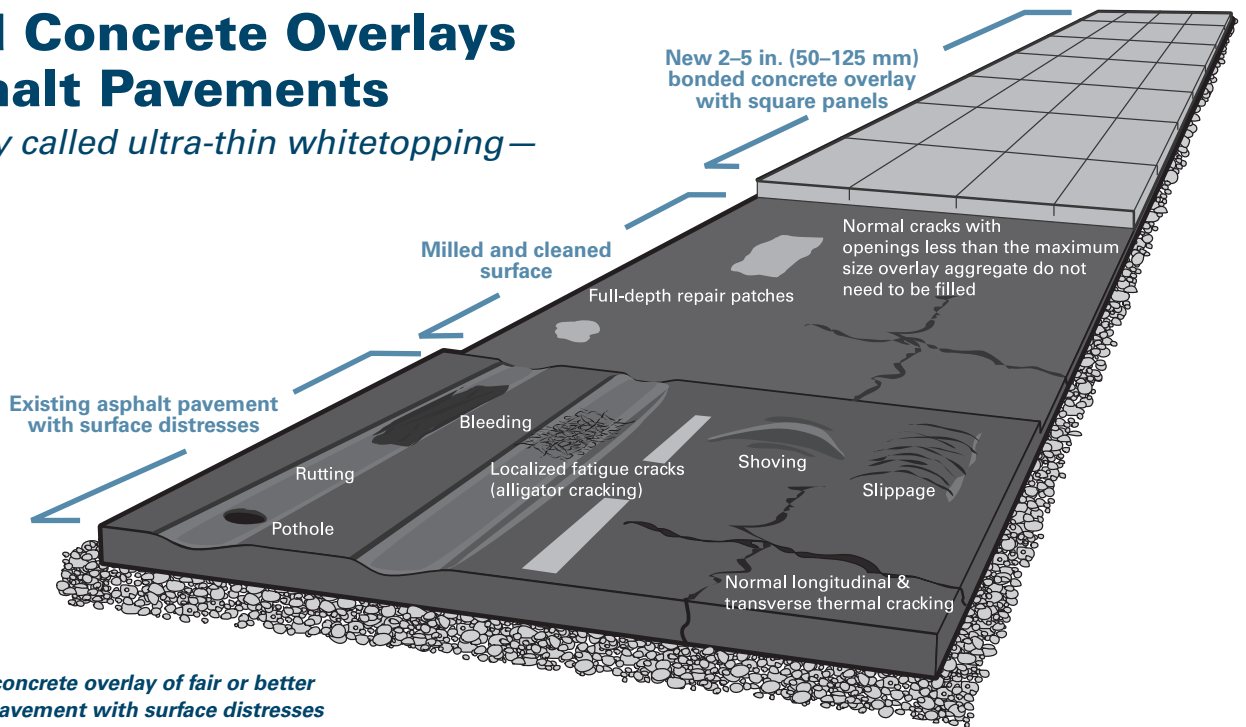 Concrete Overlays
halt Pavements
y called ultra-thin whitetopping—
New 2–5 in. (50–125 mm)
bonded concrete overlay
with square panels
Milled and cleaned
surface
Normal cracks with
openings less than the maximum
size overlay aggregate do not
need to be filled
Full-depth repair patches
Existing asphalt pavement
with surface distresses
Bleeding
Rutting
Localized fatigue cracks
(alligator cracking)
Shoving
Slippage
Pothole
Normal longitudinal &
transverse thermal cracking
concrete overlay of fair or better
avement with surface distresses